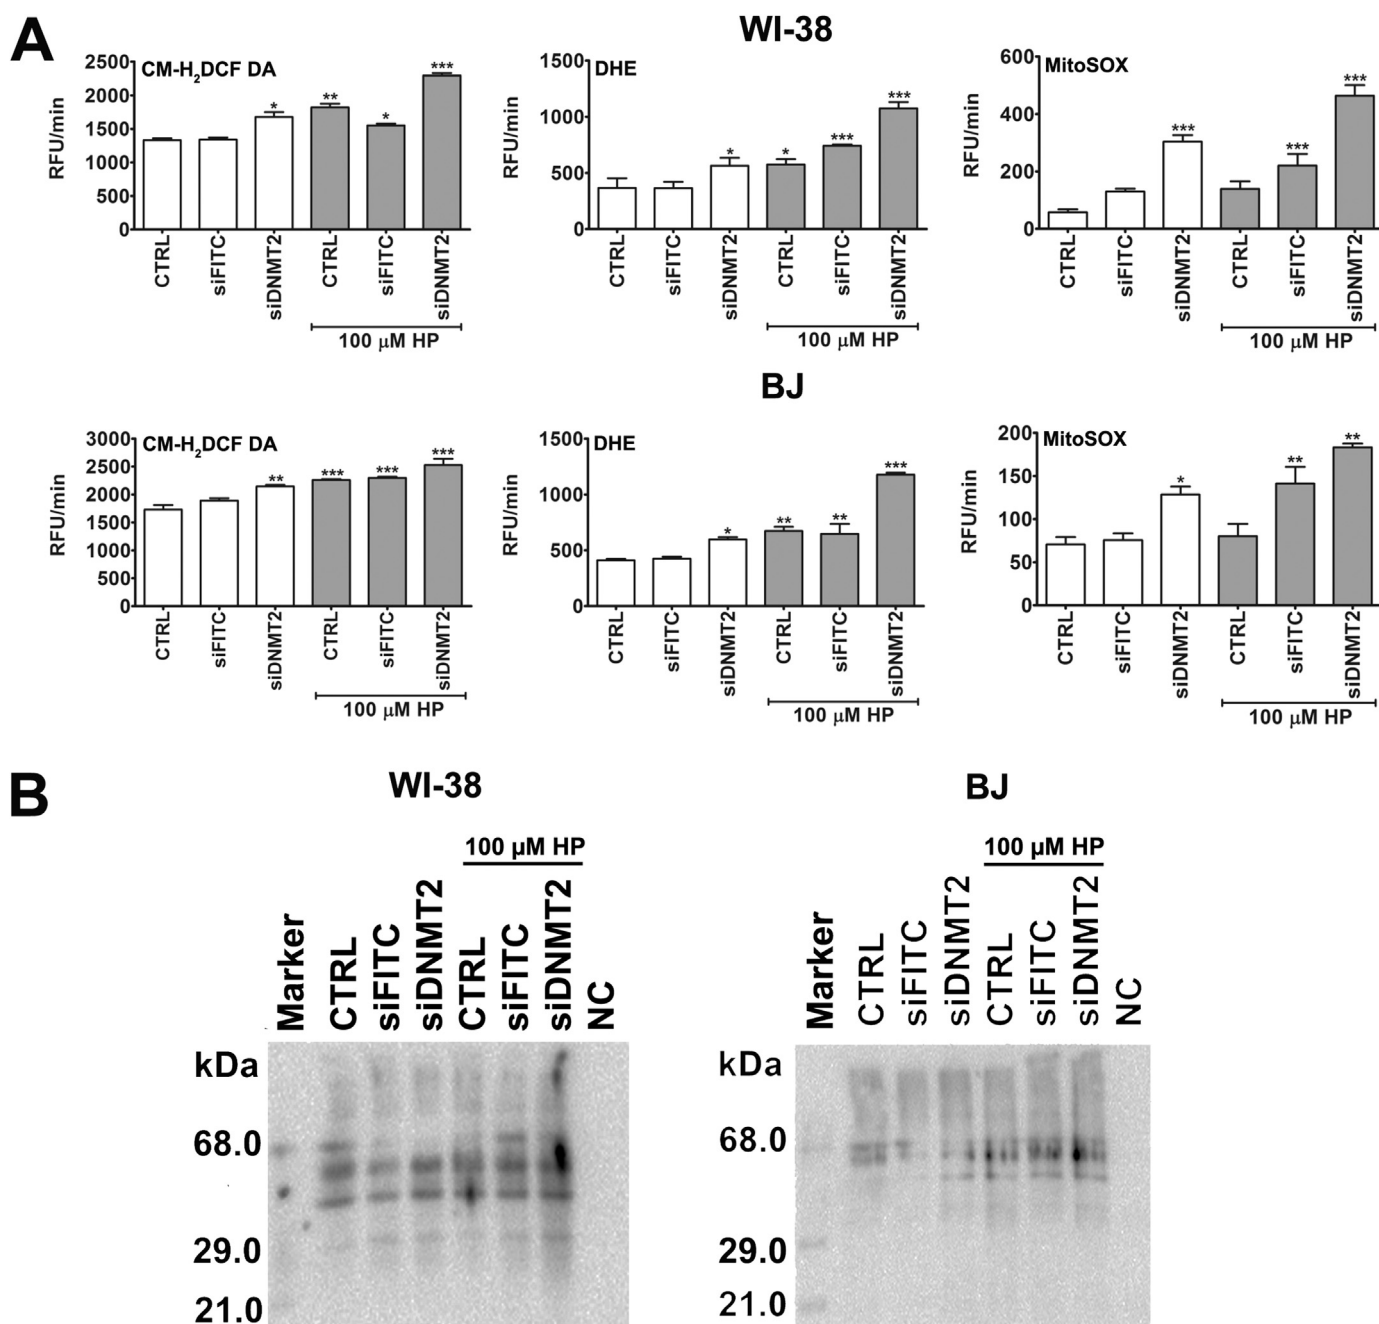 A
WI-38
CM-H2DCF DA
RFU/min
2500
2000
1500
1000
500
0
*
**
*
***
CTRL
siFITC
siDNMT2
CTRL
siFITC
siDNMT2
100 μM HP
DHE
RFU/min
1500
1000
500
0
*
*
***
***
CTRL
siFITC
siDNMT2
CTRL
siFITC
siDNMT2
100 μM HP
MitoSOX
RFU/min
600
400
200
0
***
***
***
CTRL
siFITC
siDNMT2
CTRL
siFITC
siDNMT2
100 μM HP
BJ
CM-H2DCF DA
RFU/min
3000
2500
2000
1500
1000
500
0
**
***
***
***
CTRL
siFITC
siDNMT2
CTRL
siFITC
siDNMT2
100 μM HP
DHE
RFU/min
1500
1000
500
0
*
**
**
***
CTRL
siFITC
siDNMT2
CTRL
siFITC
siDNMT2
100 μM HP
MitoSOX
RFU/min
200
150
100
50
0
*
**
**
CTRL
siFITC
siDNMT2
CTRL
siFITC
siDNMT2
100 μM HP
B
WI-38
100 μM HP
Marker
CTRL
siFITC
siDNMT2
CTRL
siFITC
siDNMT2
NC
kDa
68.0
29.0
21.0
BJ
100 μM HP
Marker
CTRL
siFITC
siDNMT2
CTRL
siFITC
siDNMT2
NC
kDa
68.0
29.0
21.0